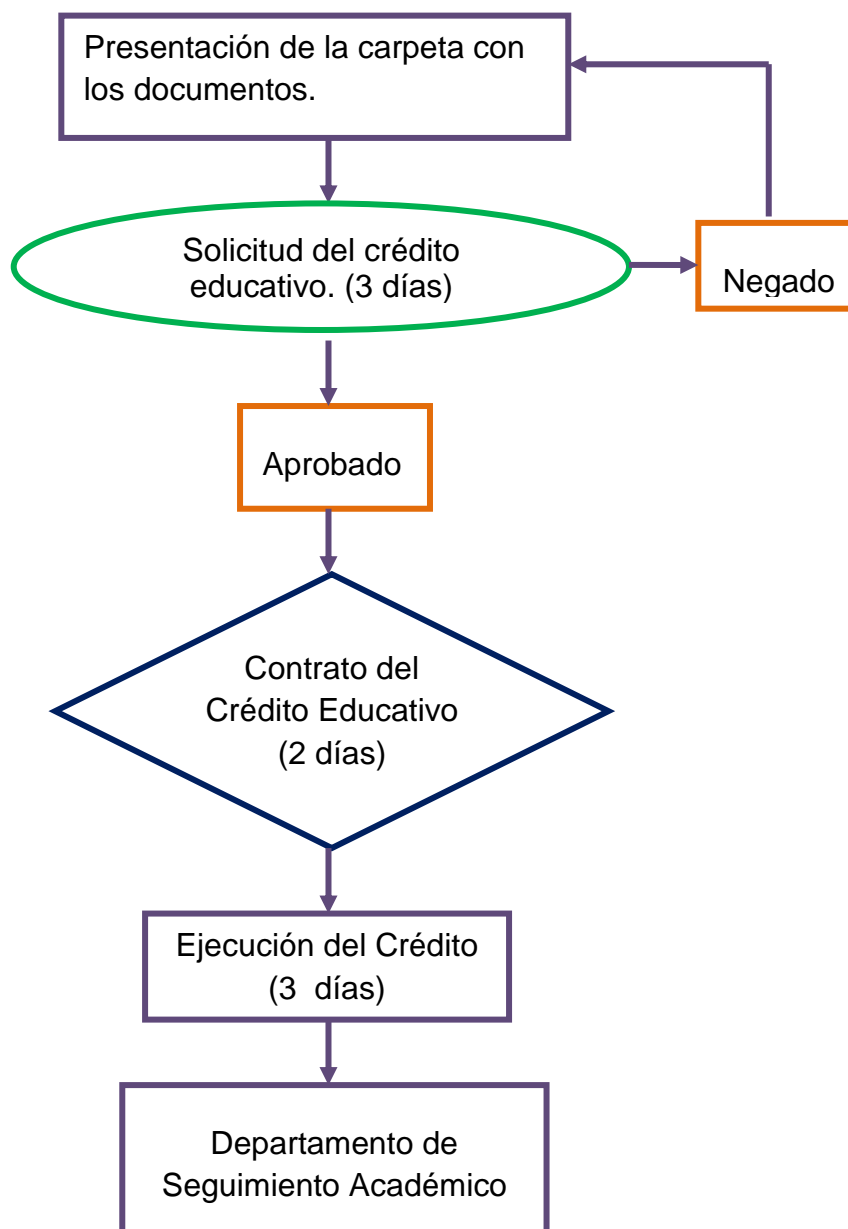 Presentación de la carpeta con
los documentos.
Solicitud del crédito
educativo. (3 días)
Negado
Aprobado
Contrato del
Crédito Educativo
(2 días)
Ejecución del Crédito
(3 días)
Departamento de
Seguimiento Académico